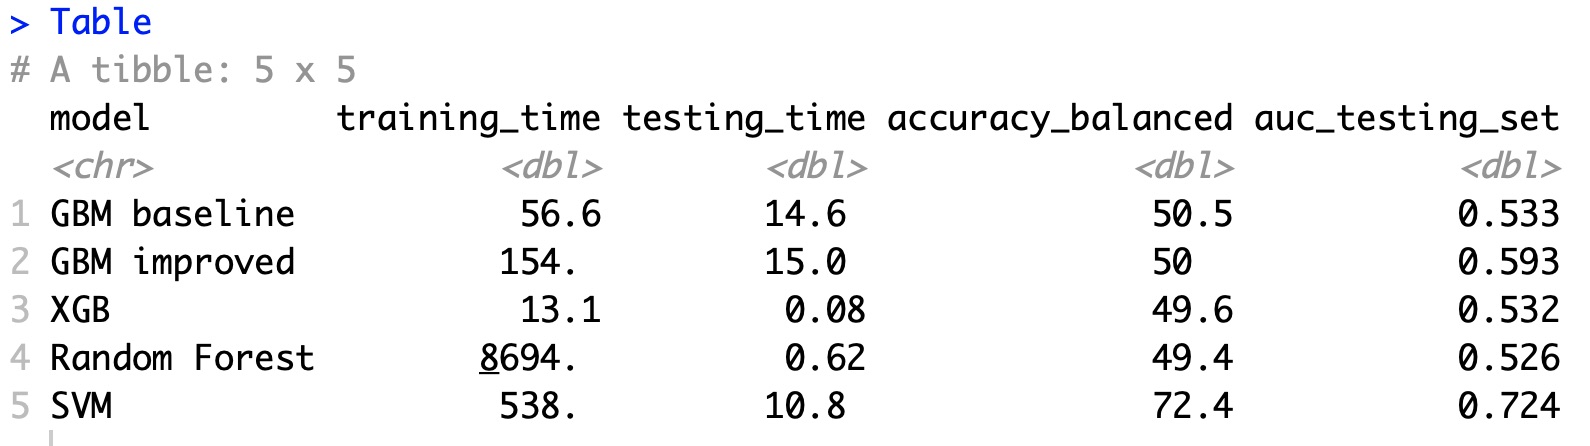 > Table
# A tibble: 5 x 5
  model           training_time testing_time accuracy_balanced auc_testing_set
  <chr>                   <dbl>        <dbl>             <dbl>           <dbl>
1 GBM baseline             56.6        14.6               50.5           0.533
2 GBM improved            154.         15.0               50             0.593
3 XGB                      13.1         0.08              49.6           0.532
4 Random Forest          8694.          0.62              49.4           0.526
5 SVM                     538.         10.8               72.4           0.724